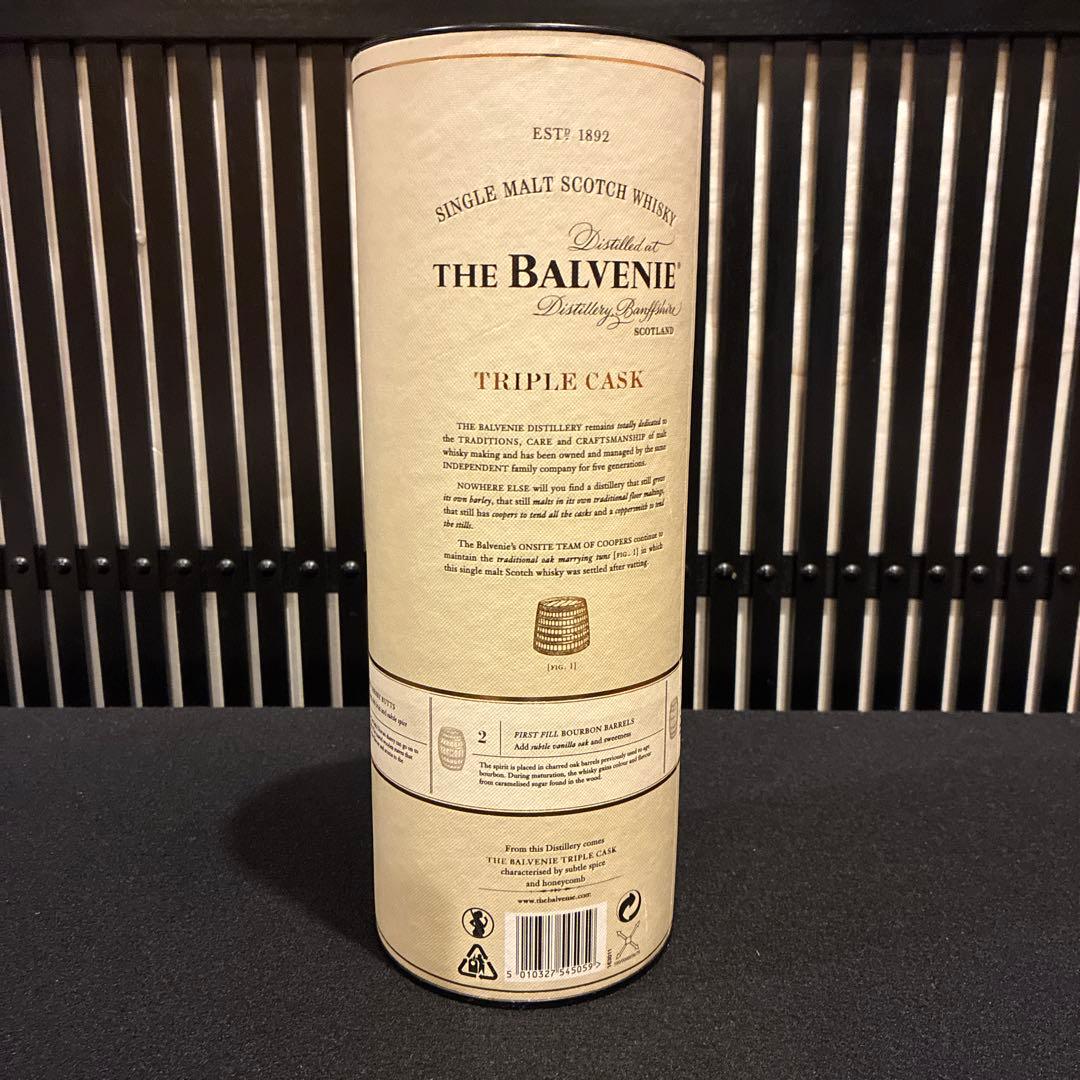 ESTD 1892
SINGLE MALT SCOTCH WHISKY
Distilled at
THE BALVENIE®
Distillery, Banffshire
SCOTLAND
TRIPLE CASK
THE BALVENIE DISTILLERY remains totally dedicated to
the TRADITIONS, CARE and CRAFTSMANSHIP of malt
whisky making and has been owned and managed by the same
INDEPENDENT family company for five generations.
NOWHERE ELSE will you find a distillery that still grows
its own barley, that still malts in its own traditional floor maltings,
that still has coopers to tend all the casks and a coppersmith to tend
the stills.
The Balvenie's ONSITE TEAM OF COOPERS continue to
maintain the traditional oak marrying tuns [FIG. 1] in which
this single malt Scotch whisky was settled after vatting.
[FIG. 1]
BUTTS
and subtle spice
2
FIRST FILL BOURBON BARRELS
Add subtle vanilla oak and sweetness
The spirit is placed in charred oak barrels previously used to age
bourbon. During maturation, the whisky gains colour and flavour
from caramelised sugar found in the wood.
From this Distillery comes
THE BALVENIE TRIPLE CASK
characterised by subtle spice
and honeycomb
www.thebalvenie.com
5 010327 545059 >